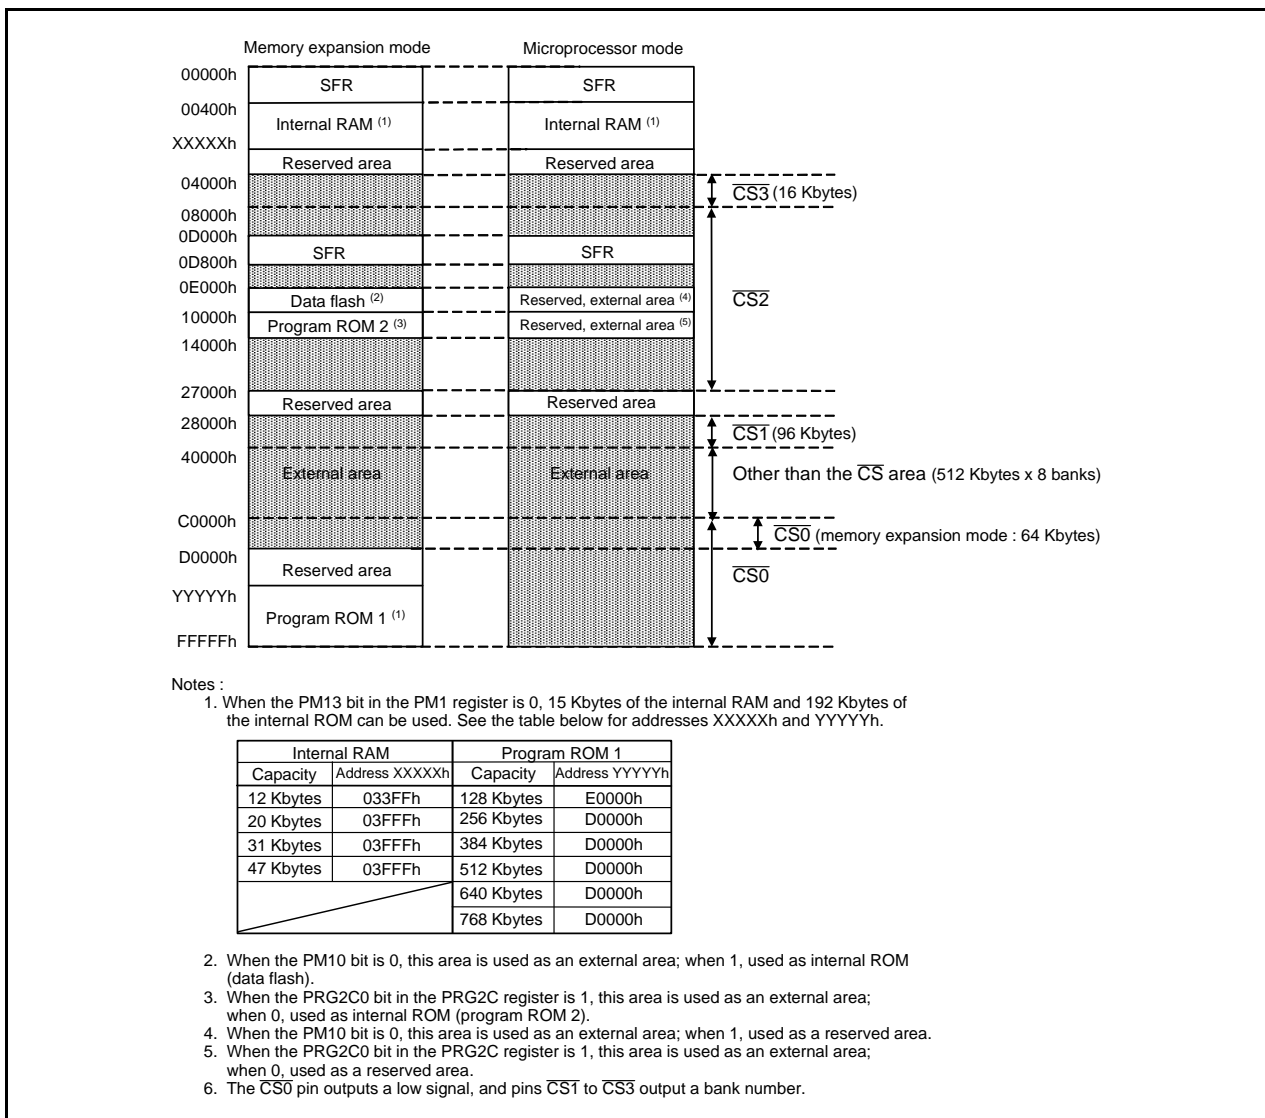 Memory expansion mode
Microprocessor mode
00000h
SFR
SFR
00400h
Internal RAM (1)
Internal RAM (1)
XXXXXh
Reserved area
Reserved area
04000h
CS3 (16 Kbytes)
08000h
0D000h
SFR
SFR
0D800h
0E000h
CS2
Data flash (2)
Reserved, external area (4)
10000h
Program ROM 2 (3)
Reserved, external area (5)
14000h
27000h
Reserved area
Reserved area
28000h
CS1 (96 Kbytes)
40000h
External area
External area
Other than the CS area (512 Kbytes x 8 banks)
C0000h
CS0 (memory expansion mode : 64 Kbytes)
D0000h
Reserved area
CS0
YYYYYh
Program ROM 1 (1)
FFFFFh
Notes :
1. When the PM13 bit in the PM1 register is 0, 15 Kbytes of the internal RAM and 192 Kbytes of
the internal ROM can be used. See the table below for addresses XXXXXh and YYYYYh.
Internal RAM Program ROM 1
Capacity Address XXXXXh Capacity Address YYYYYh
12 Kbytes 033FFh 128 Kbytes E0000h
20 Kbytes 03FFFh 256 Kbytes D0000h
31 Kbytes 03FFFh 384 Kbytes D0000h
47 Kbytes 03FFFh 512 Kbytes D0000h
640 Kbytes D0000h
768 Kbytes D0000h
2. When the PM10 bit is 0, this area is used as an external area; when 1, used as internal ROM
(data flash).
3. When the PRG2C0 bit in the PRG2C register is 1, this area is used as an external area;
when 0, used as internal ROM (program ROM 2).
4. When the PM10 bit is 0, this area is used as an external area; when 1, used as a reserved area.
5. When the PRG2C0 bit in the PRG2C register is 1, this area is used as an external area;
when 0, used as a reserved area.
6. The CS0 pin outputs a low signal, and pins CS1 to CS3 output a bank number.